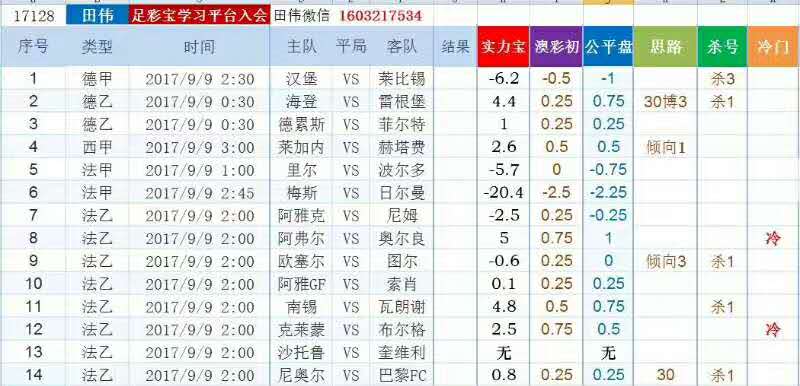 17128 田伟 足彩宝学习平台入会 田伟微信 1603217534
序号 类型 时间 主队 平局 客队 结果 实力宝 澳彩初 公平盘 思路 杀号 冷门
1 德甲 2017/9/9 2:30 汉堡 VS 莱比锡 -6.2 -0.5 -1 杀3
2 德乙 2017/9/9 0:30 海登 VS 雷根堡 4.4 0.25 0.75 30博3 杀1
3 德乙 2017/9/9 0:30 德累斯 VS 菲尔特 1 0.25 0.25
4 西甲 2017/9/9 3:00 莱加内 VS 赫塔费 2.6 0.5 0.5 倾向1
5 法甲 2017/9/9 1:00 里尔 VS 波尔多 -5.7 0 -0.75
6 法甲 2017/9/9 2:45 梅斯 VS 日尔曼 -20.4 -2.5 -2.25
7 法乙 2017/9/9 2:00 阿雅克 VS 尼姆 -2.5 0.25 -0.25
8 法乙 2017/9/9 2:00 阿弗尔 VS 奥尔良 5 0.75 1 冷
9 法乙 2017/9/9 2:00 欧塞尔 VS 图尔 -0.6 0.25 0 倾向3 杀1
10 法乙 2017/9/9 2:00 阿雅GF VS 索肖 0.1 0.25 0.25
11 法乙 2017/9/9 2:00 南锡 VS 瓦朗谢 4.8 0.5 0.75 杀1
12 法乙 2017/9/9 2:00 克莱蒙 VS 布尔格 2.5 0.75 0.5 冷
13 法乙 2017/9/9 2:00 沙托鲁 VS 奎维利 无 无
14 法乙 2017/9/9 2:00 尼奥尔 VS 巴黎FC 0.8 0.25 0.25 30 杀1